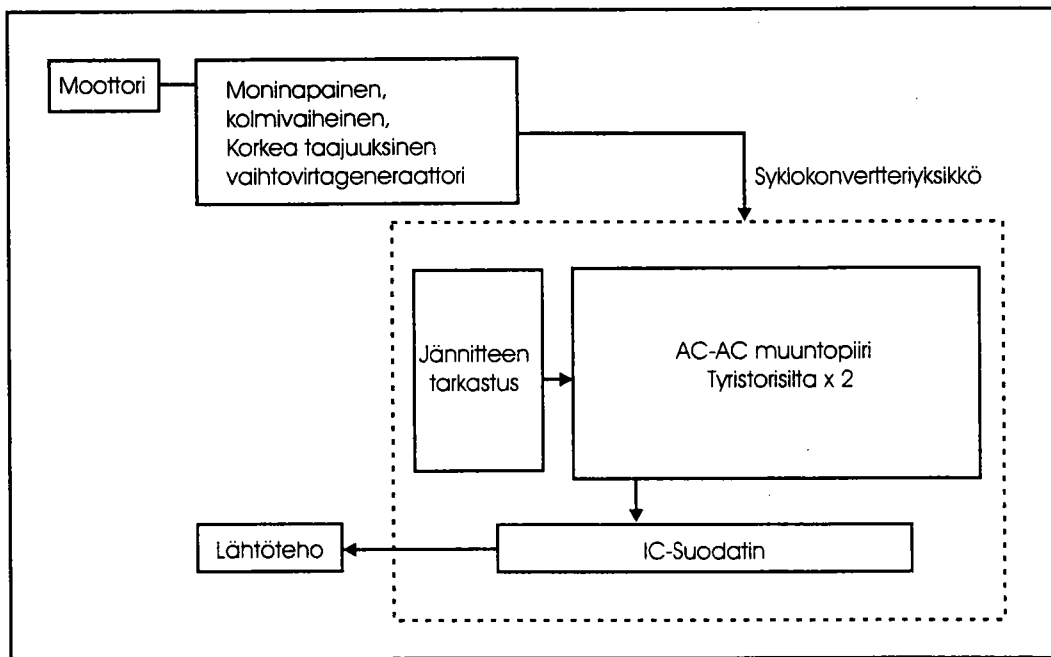 Moottori
Moninapainen,
kolmivaiheinen,
Korkea taajuuksinen
vaihtovirtageneraattori
Syklokonvertteriyksikkö
Jännitteen
tarkastus
AC-AC muuntopiiri
Tyristorisilta x 2
Lähtöteho
IC-Suodatin